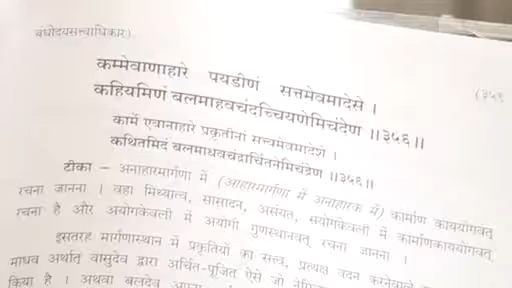 बंधोदयसत्त्वाधिकार)
(३५९
कम्मेवाणाहारे पयडीणं सत्तमेवमादेसे ।
कहियमिणं बलमाहवचंदच्चियणेमिचंदेण ॥३५६॥
कार्मे एवानाहारे प्रकृतीनां सत्त्वमेवमादेशे ।
कथितमिदं बलमाधवचंद्रार्चितनेमिचंद्रेण ॥३५६॥
टीका – अनाहारमार्गणा में (आहारमार्गणा में अनाहारक में) कार्माण काययोगवत्
रचना जानना । वहा मिथ्यात्व, सासादन, असंयत, सयोगकेवली में कार्माणकाययोगवत्
रचना है और अयोगकेवली में अयोगी गुणस्थानवत् रचना जानना ।
इसतरह मार्गणास्थान में प्रकृतियों का सत्त्व, प्रत्यक्ष वदन करनेवाले
माधव अर्थात् वासुदेव द्वारा अर्चित-पूजित ऐसे जो
किया है । अथवा बलदेव